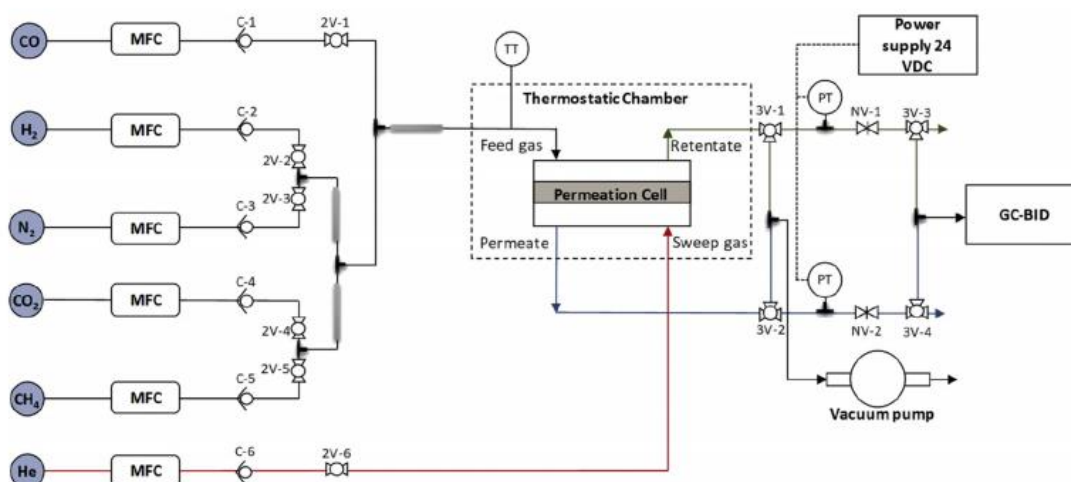 CO
MFC
C-1
2V-1
H₂
MFC
C-2
2V-2
N₂
MFC
C-3
2V-3
CO₂
MFC
C-4
2V-4
CH₄
MFC
C-5
2V-5
He
MFC
C-6
2V-6
TT
Thermostatic Chamber
Feed gas
Retentate
Permeation Cell
Permeate
Sweep gas
Power
supply 24
VDC
3V-1
PT
NV-1
3V-3
GC-BID
PT
3V-2
NV-2
3V-4
Vacuum pump